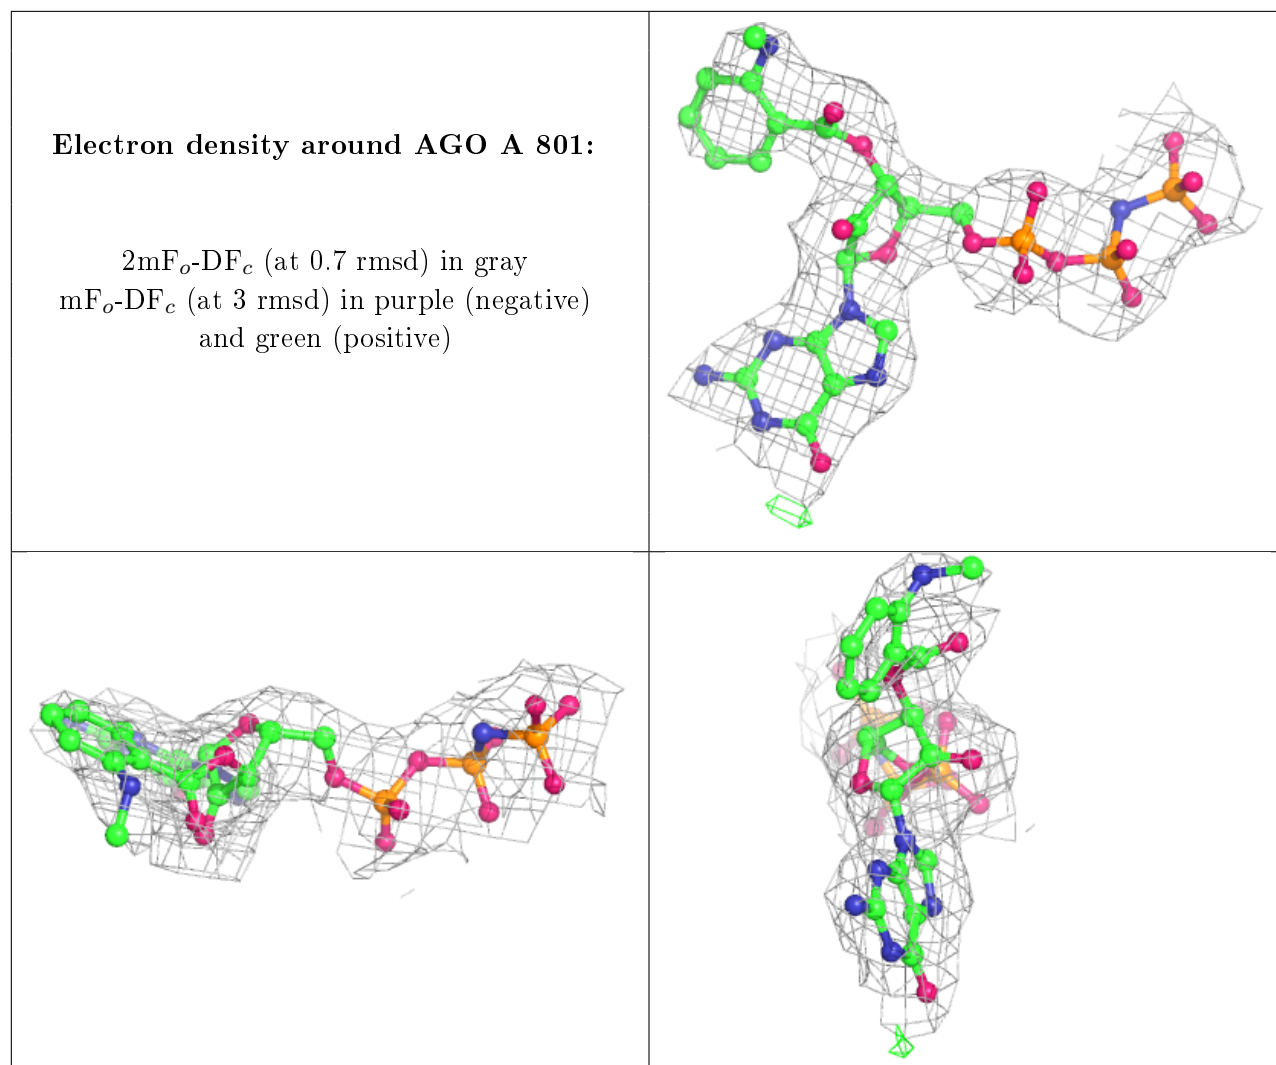 Electron density around AGO A 801:
2mFₒ-DF𝒸 (at 0.7 rmsd) in gray
mFₒ-DF𝒸 (at 3 rmsd) in purple (negative)
and green (positive)